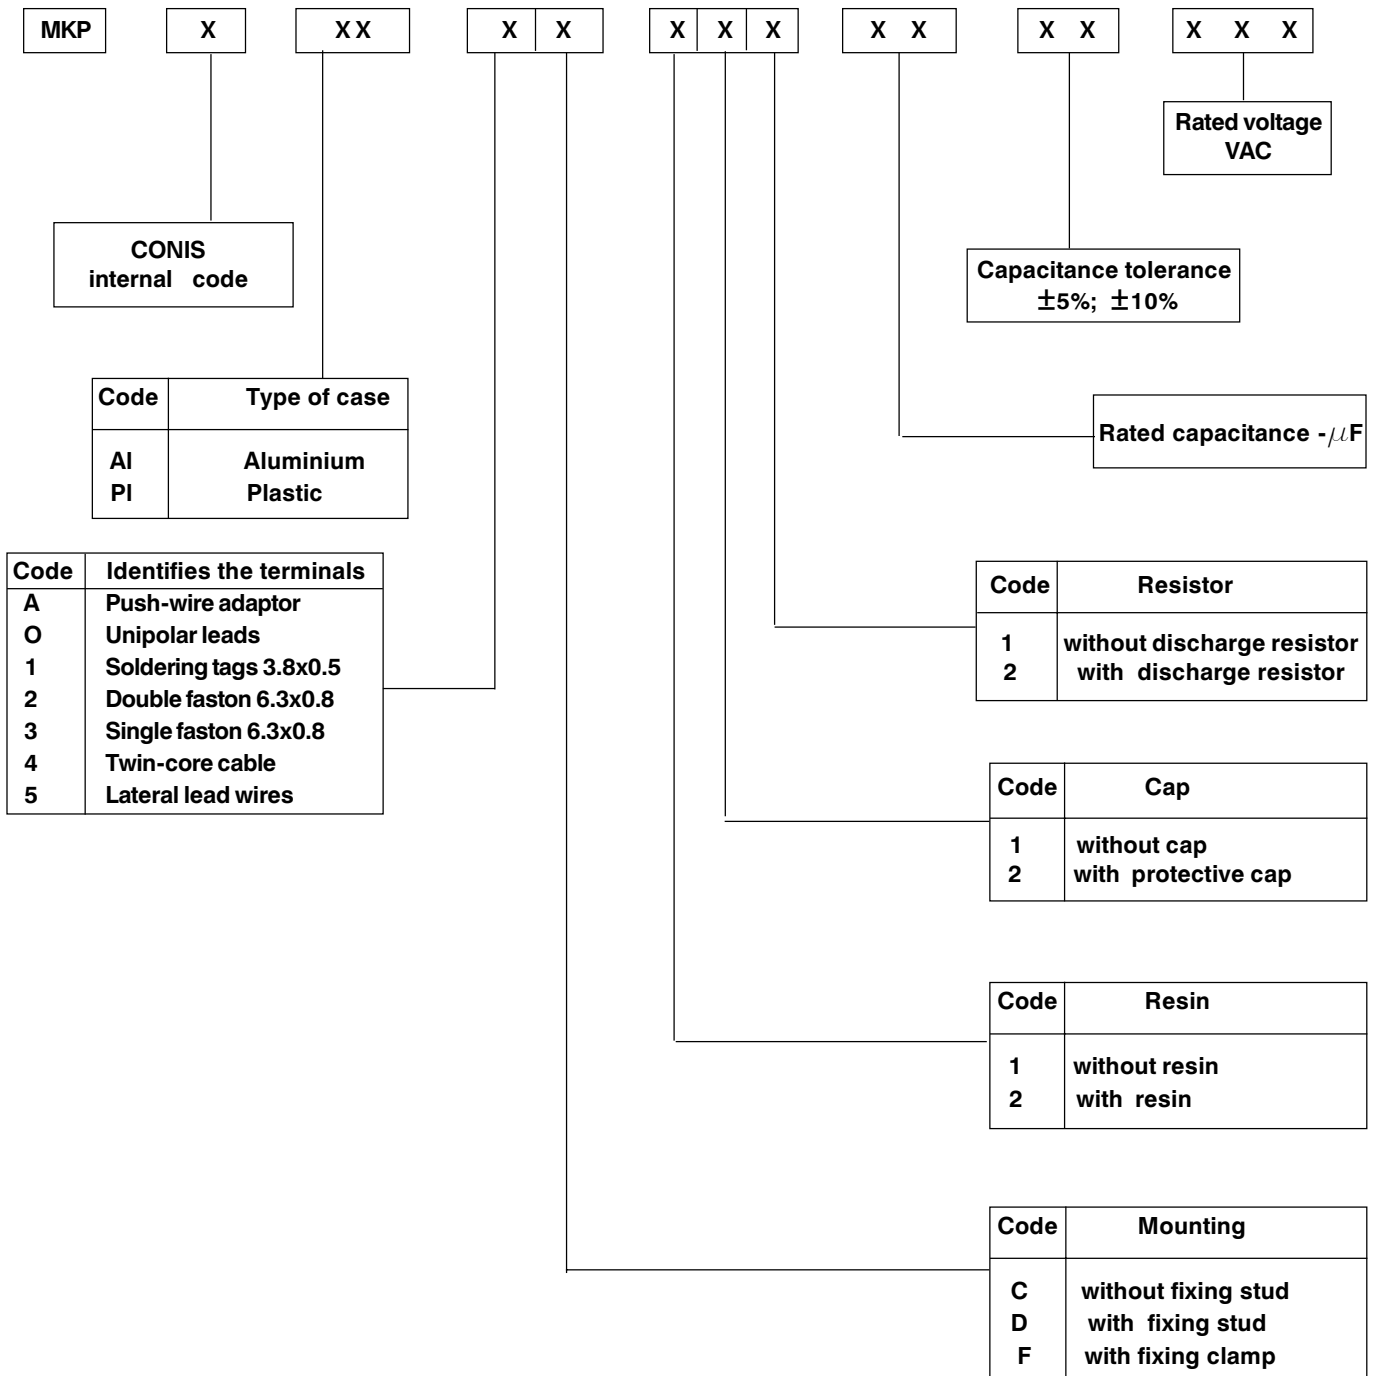 MKP X XX X X X X X X X X X X X X
Rated voltage
VAC
CONIS
internal code
Capacitance tolerance
±5%; ±10%
Code Type of case
Al Aluminium
Pl Plastic
Rated capacitance -µF
Code Identifies the terminals
A Push-wire adaptor
O Unipolar leads
1 Soldering tags 3.8x0.5
2 Double faston 6.3x0.8
3 Single faston 6.3x0.8
4 Twin-core cable
5 Lateral lead wires
Code Resistor
1 without discharge resistor
2 with discharge resistor
Code Cap
1 without cap
2 with protective cap
Code Resin
1 without resin
2 with resin
Code Mounting
C without fixing stud
D with fixing stud
F with fixing clamp